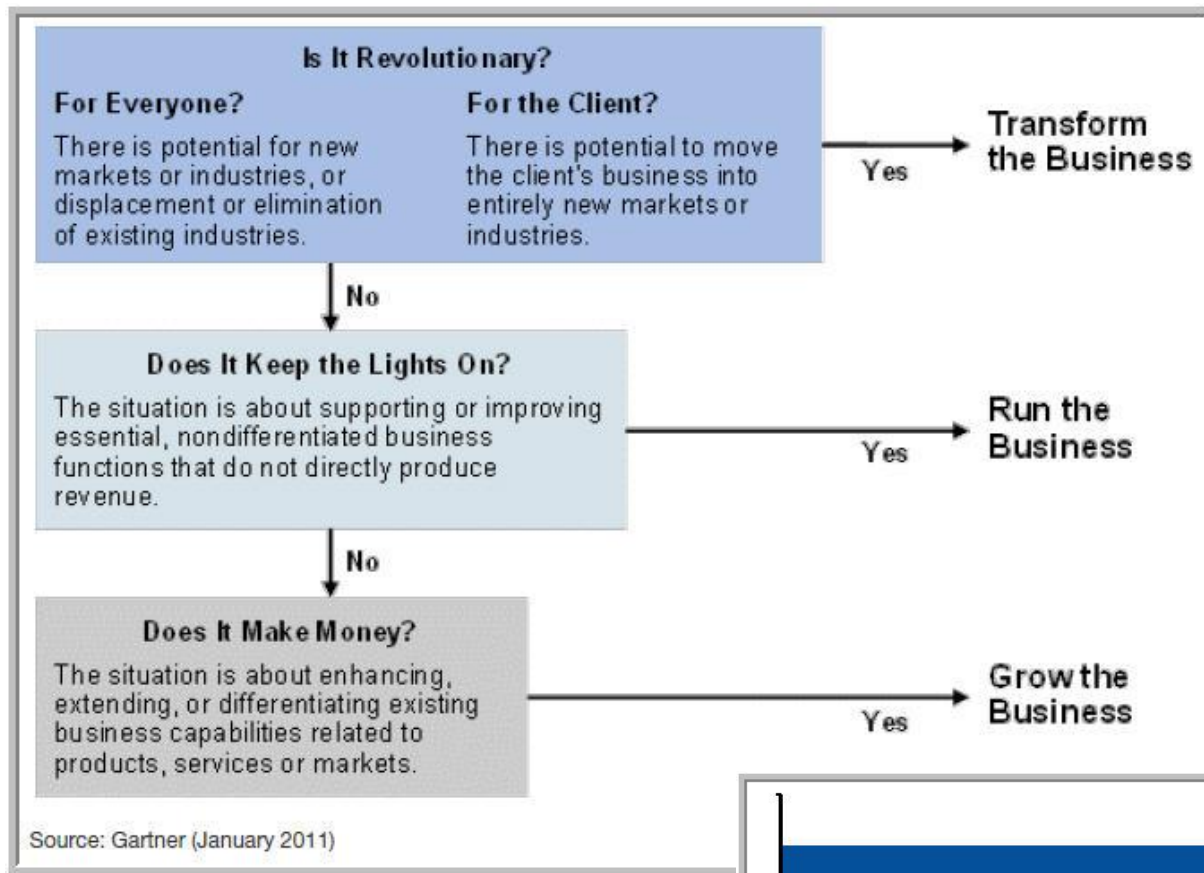 Is It Revolutionary?
For Everyone?
There is potential for new
markets or industries, or
displacement or elimination
of existing industries.
For the Client?
There is potential to move
the client's business into
entirely new markets or
industries.
Yes
Transform
the Business
No
Does It Keep the Lights On?
The situation is about supporting or improving
essential, nondifferentiated business
functions that do not directly produce
revenue.
Yes
Run the
Business
No
Does It Make Money?
The situation is about enhancing,
extending, or differentiating existing
business capabilities related to
products, services or markets.
Yes
Grow the
Business
Source: Gartner (January 2011)